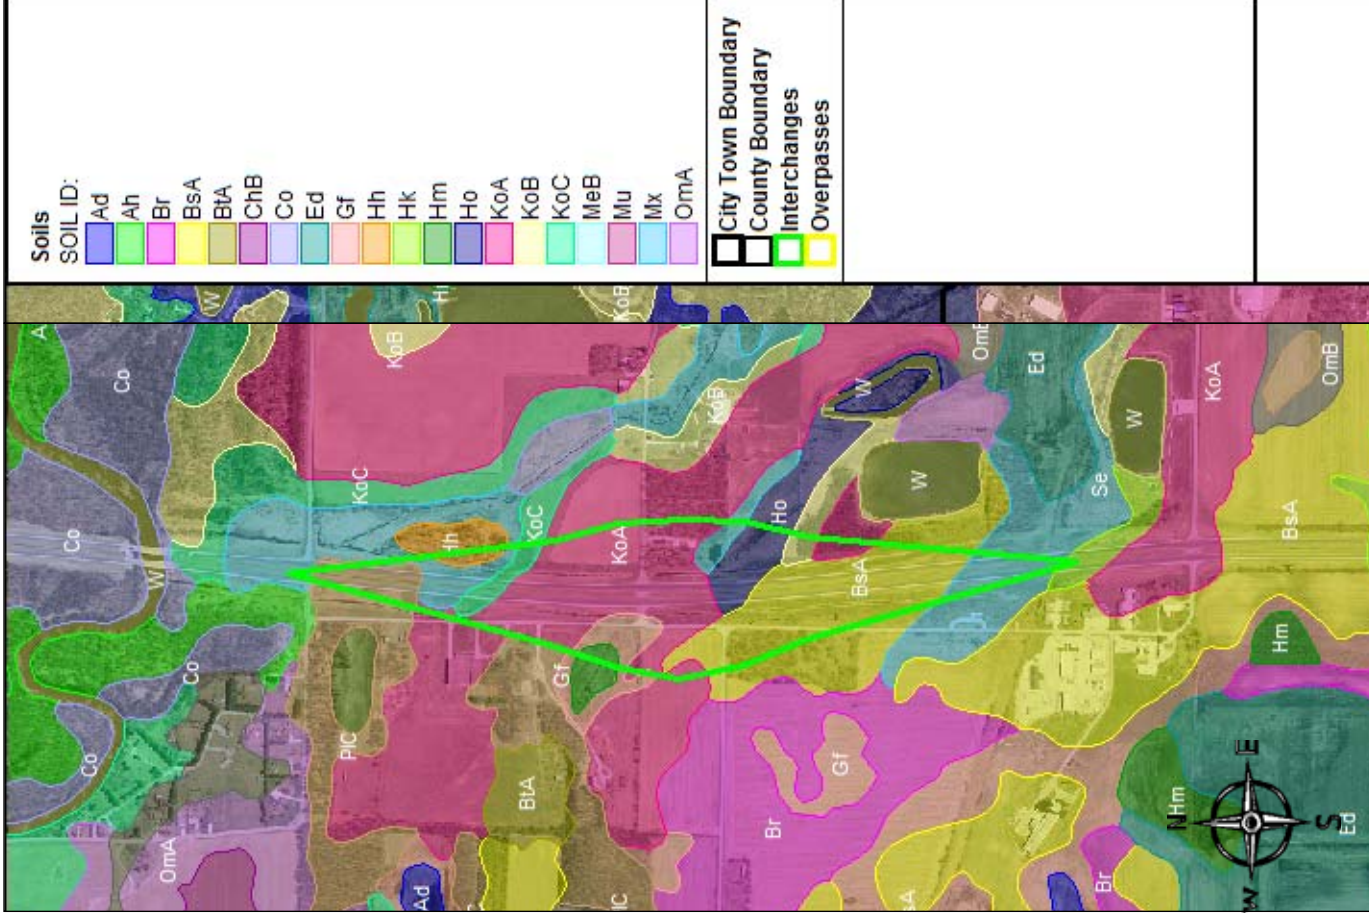 Soils
SOIL ID:
Ad
Ah
Br
BsA
BtA
ChB
Co
Ed
Gf
Hh
Hk
Hm
Ho
KoA
KoB
KoC
MeB
Mu
Mx
OmA
City Town Boundary
County Boundary
Interchanges
Overpasses
W
KoB
A
Co
KoB
OmB
Ed
W
KoA
OmB
Co
KoC
KoB
W
W
Se
BsA
W
Hh
KoC
KoA
Ho
BsA
Co
Gf
Hm
Co
PlC
BtA
Br
Gf
Hm
OmA
Ad
IC
sA
Br
Ed
N
E
S
W